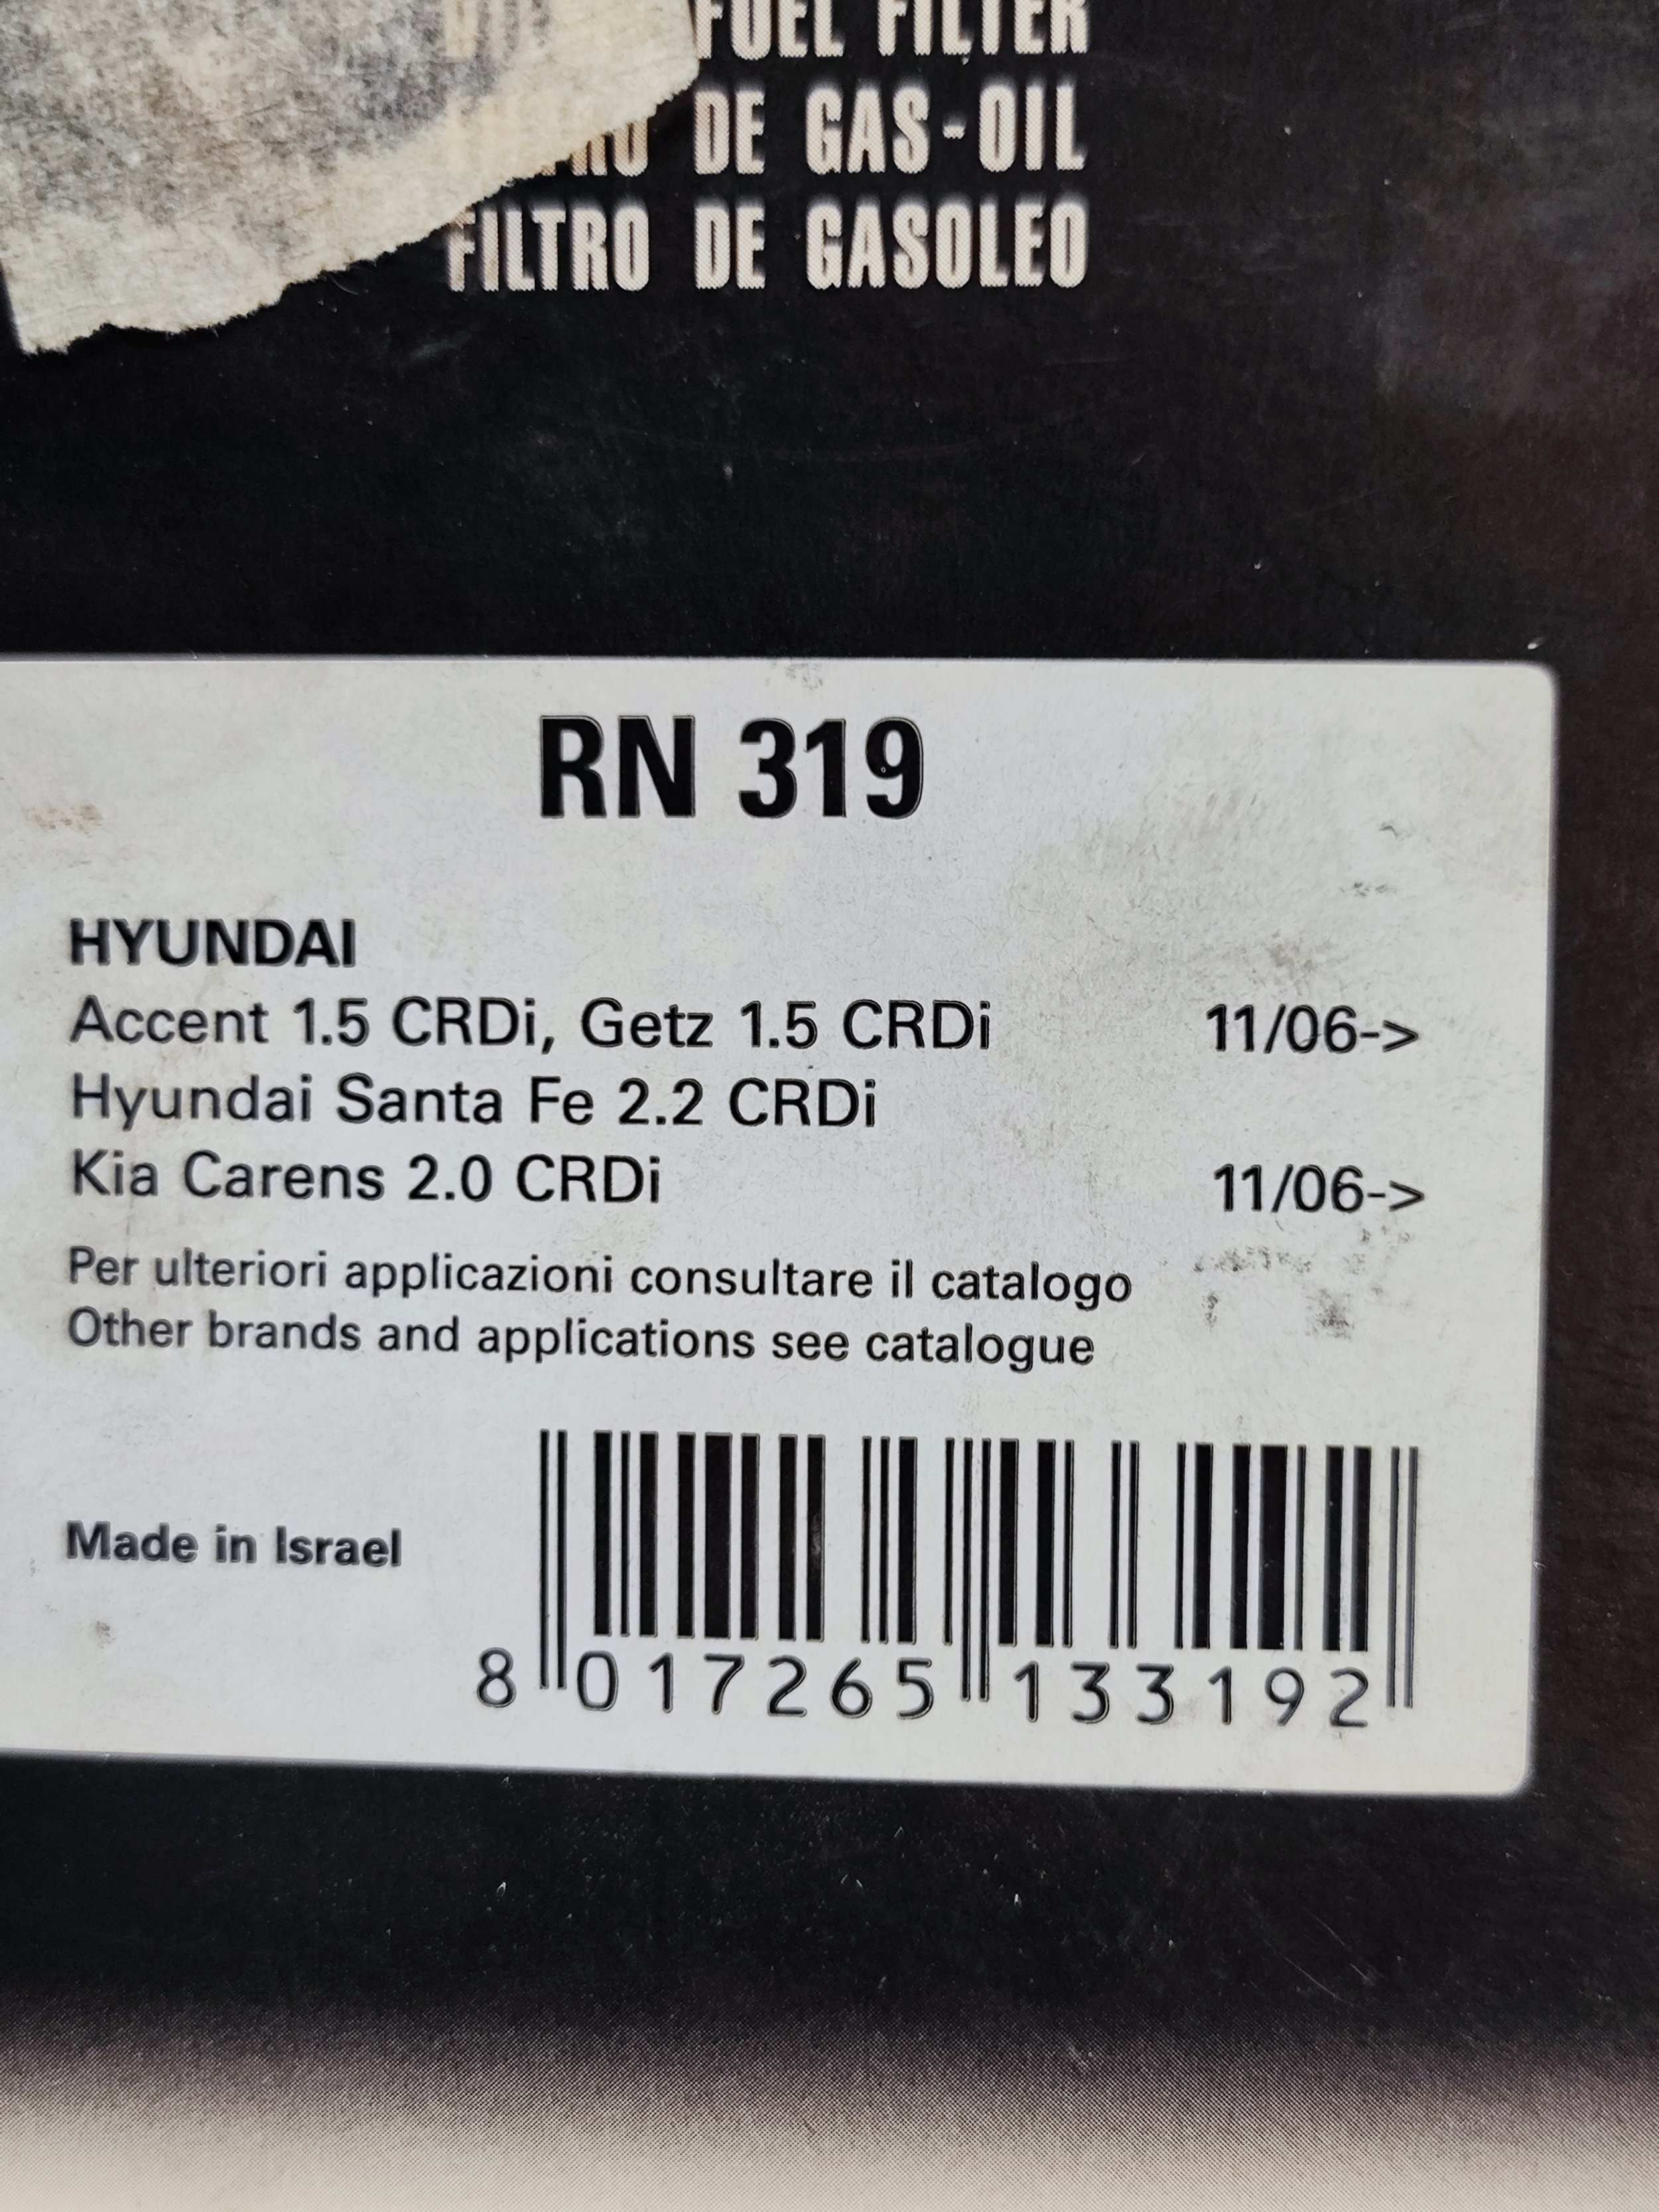 FUEL FILTER
DE GAS-OIL
FILTRO DE GASOLEO
RN 319
HYUNDAI
Accent 1.5 CRDi, Getz 1.5 CRDi 11/06->
Hyundai Santa Fe 2.2 CRDi
Kia Carens 2.0 CRDi 11/06->
Per ulteriori applicazioni consultare il catalogo
Other brands and applications see catalogue
Made in Israel
8 017265 133192